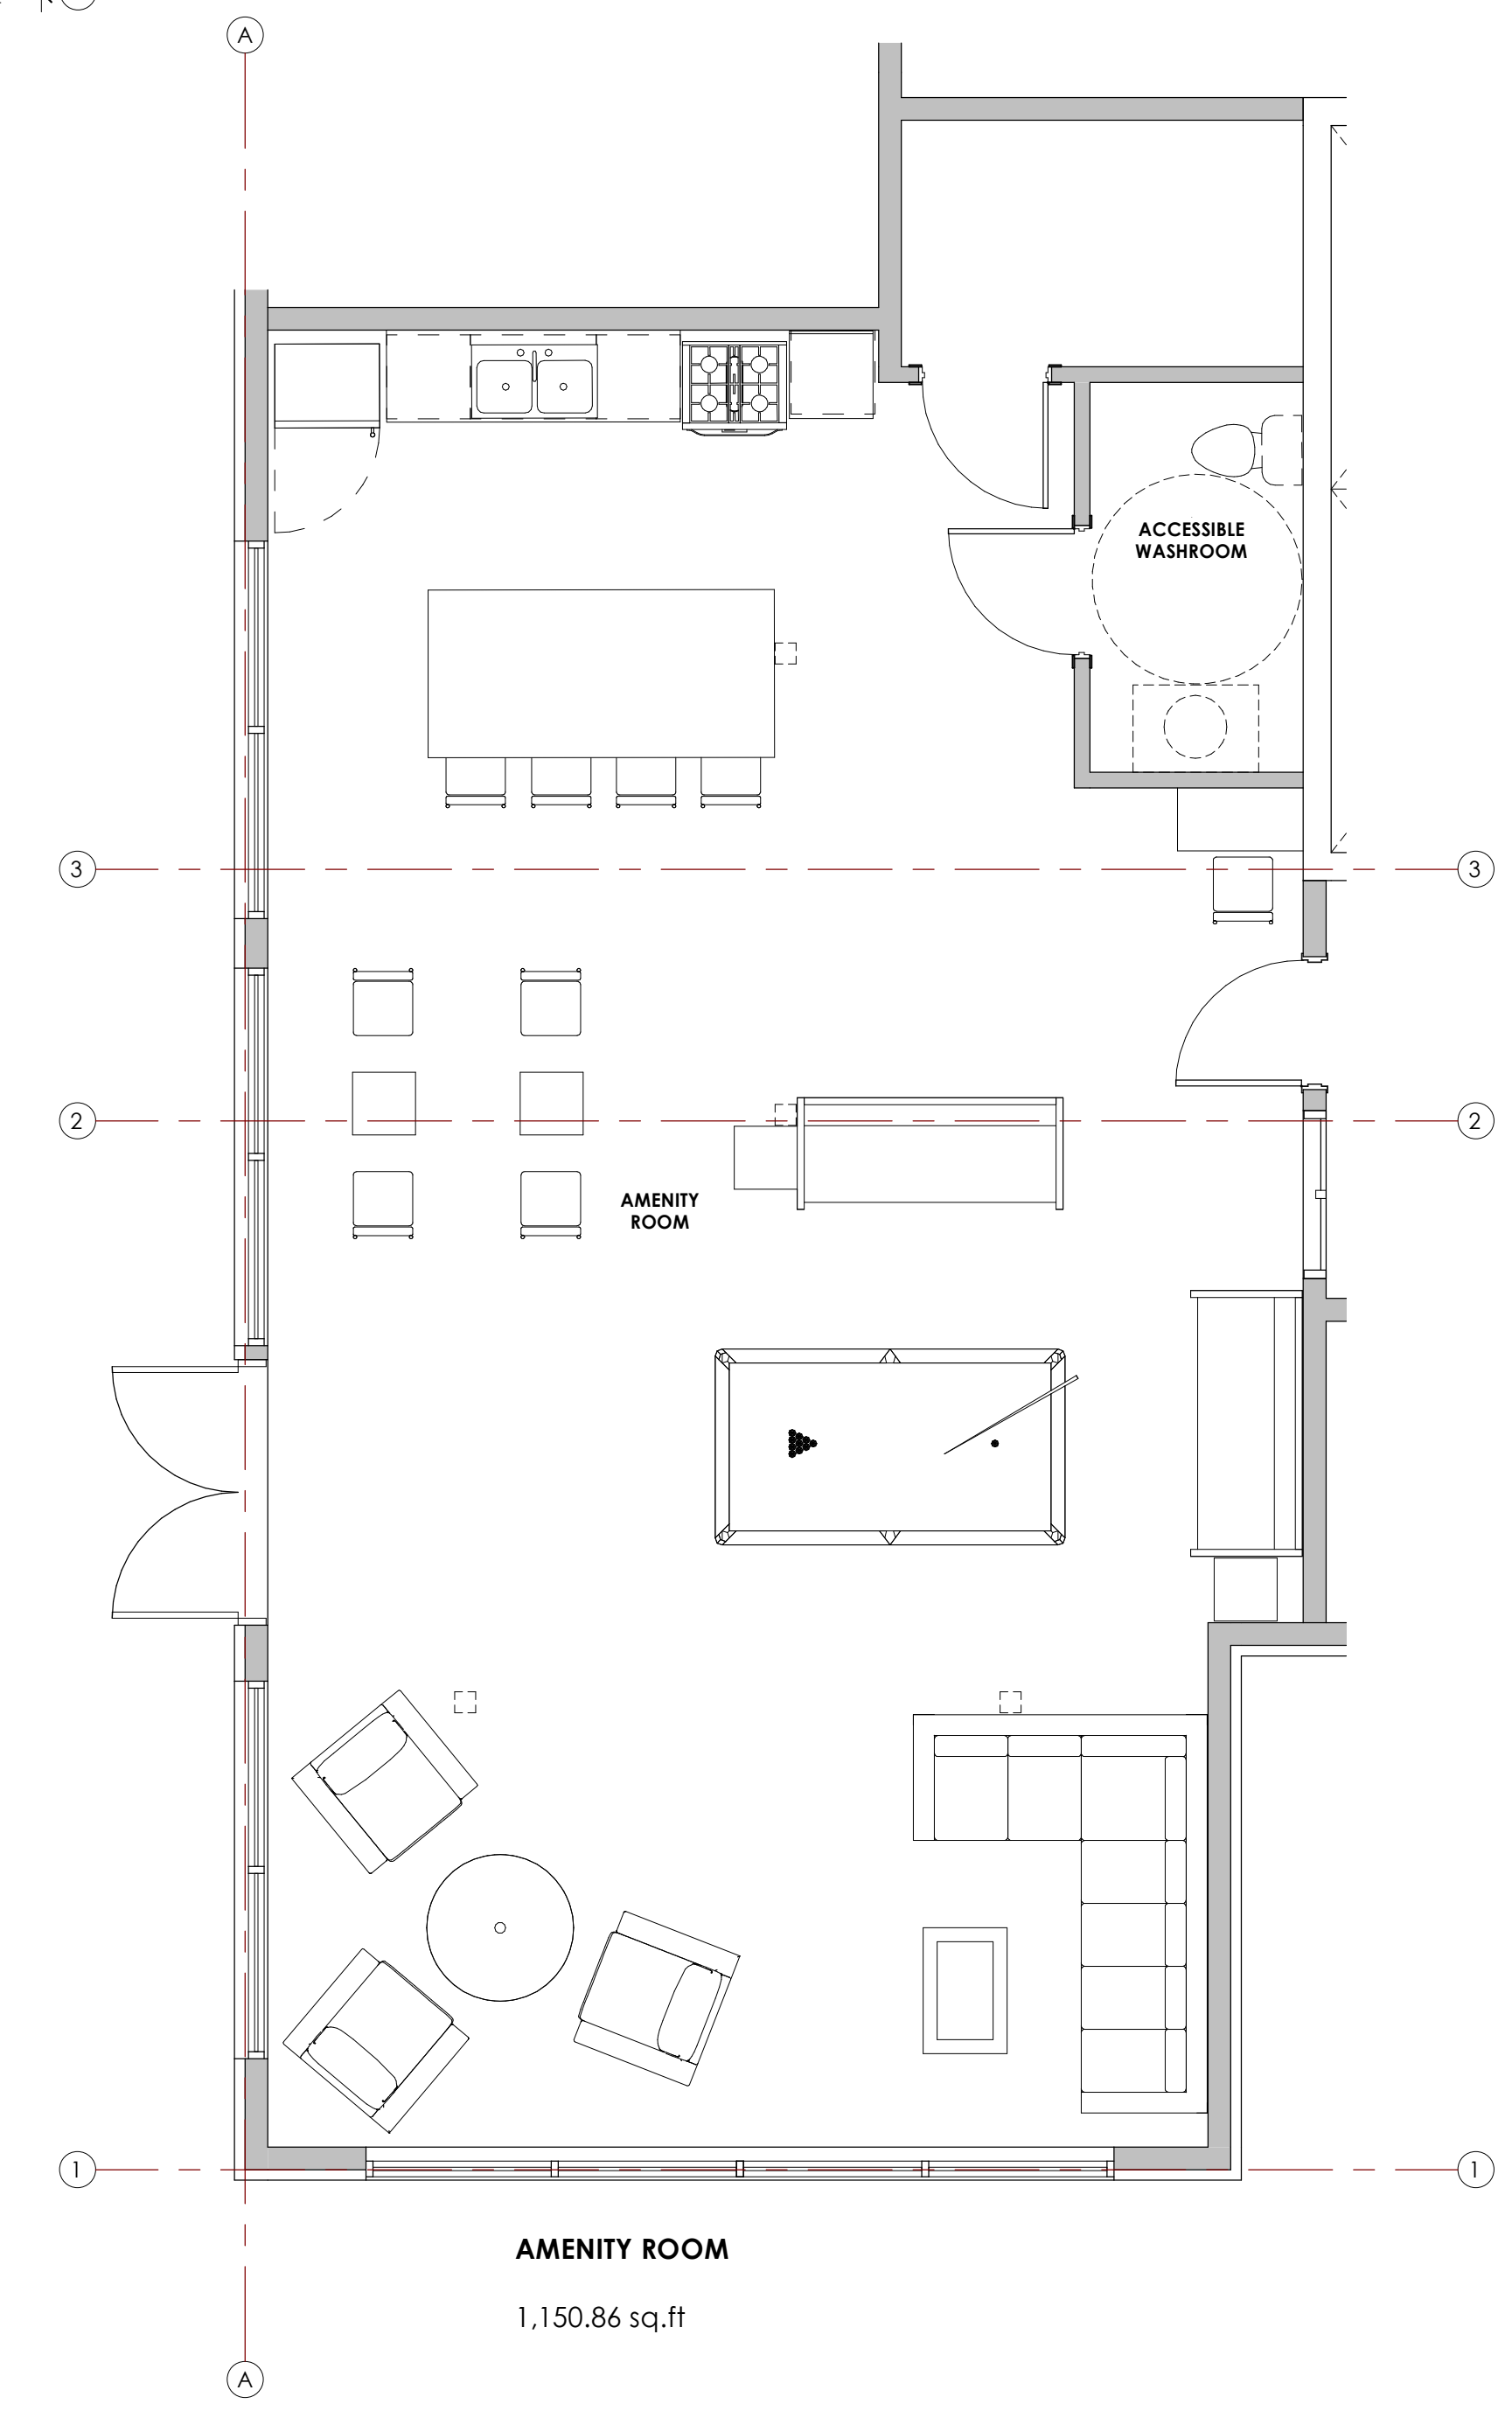 A
ACCESSIBLE
WASHROOM
3
3
2
2
AMENITY
ROOM
1
1
AMENITY ROOM
1,150.86 sq.ft
A